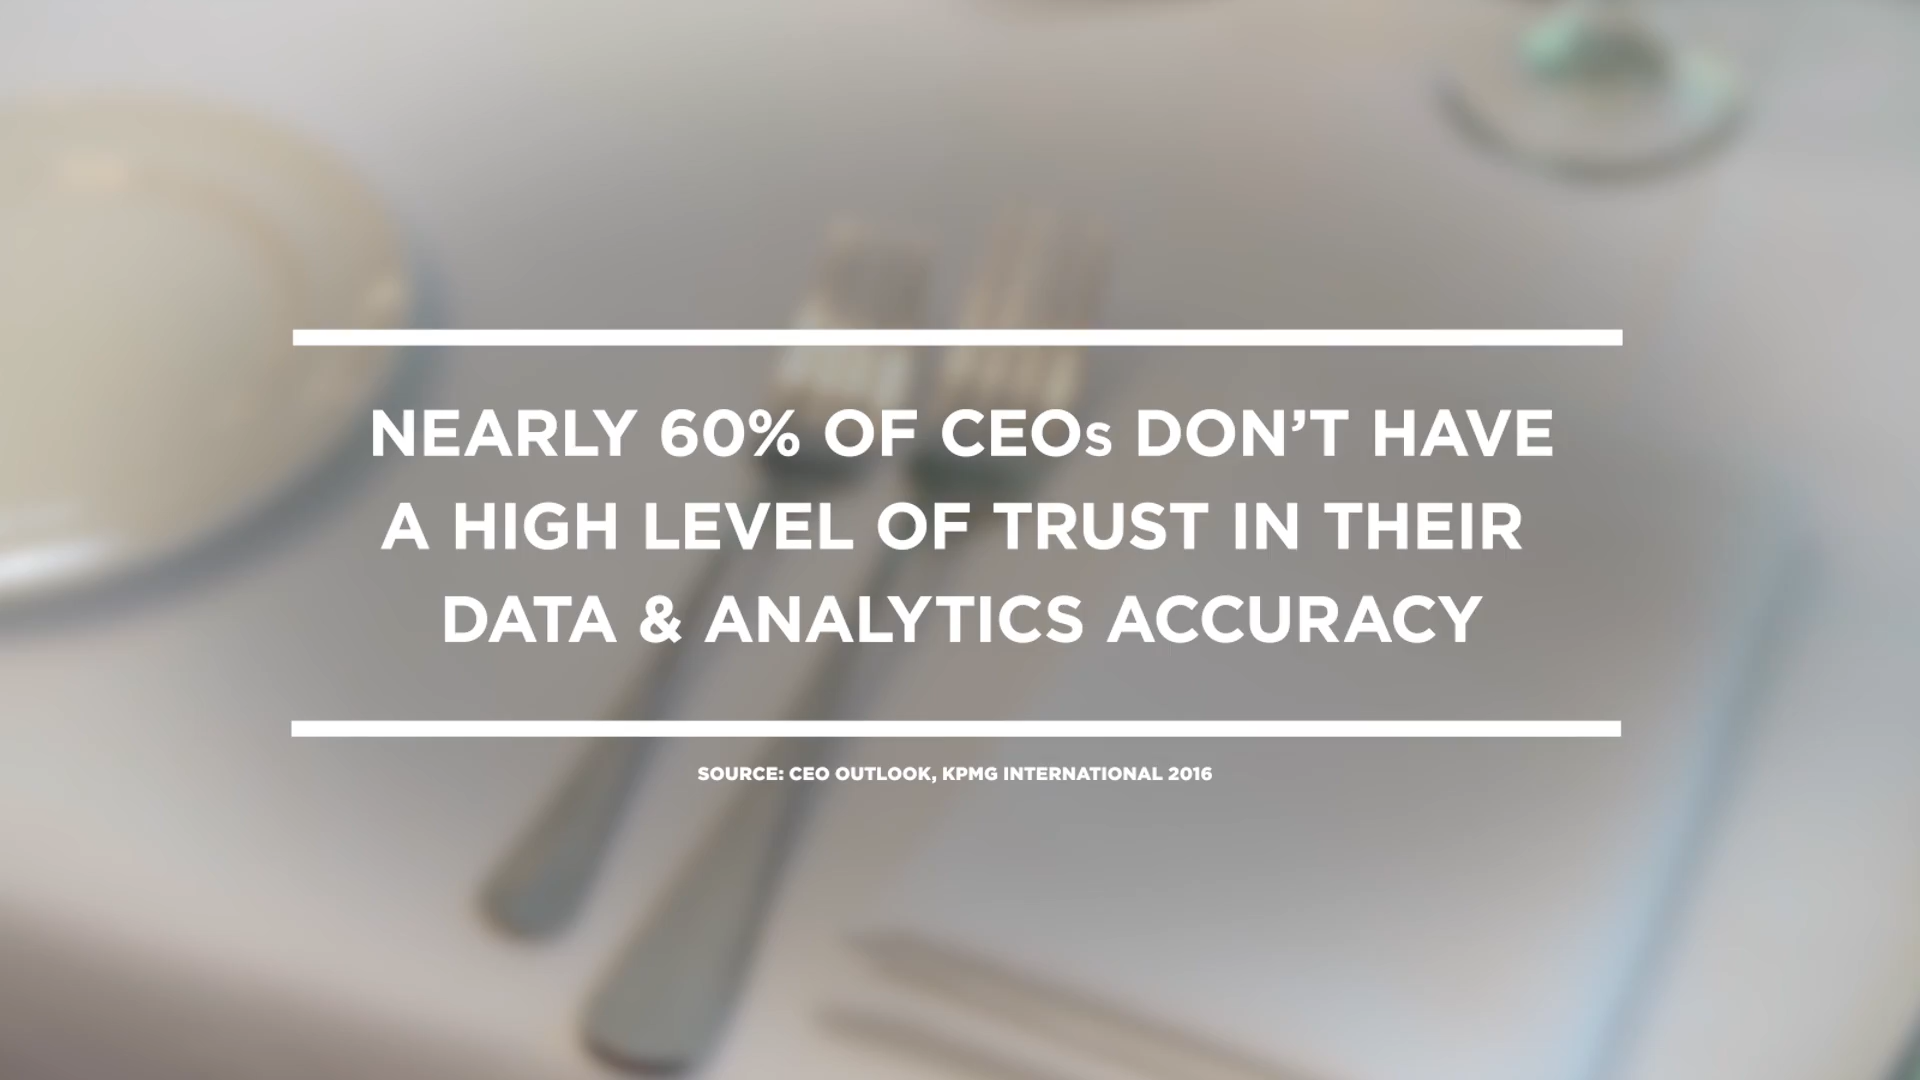 NEARLY 60% OF CEOs DON’T HAVE
A HIGH LEVEL OF TRUST IN THEIR
DATA & ANALYTICS ACCURACY
SOURCE: CEO OUTLOOK, KPMG INTERNATIONAL 2016